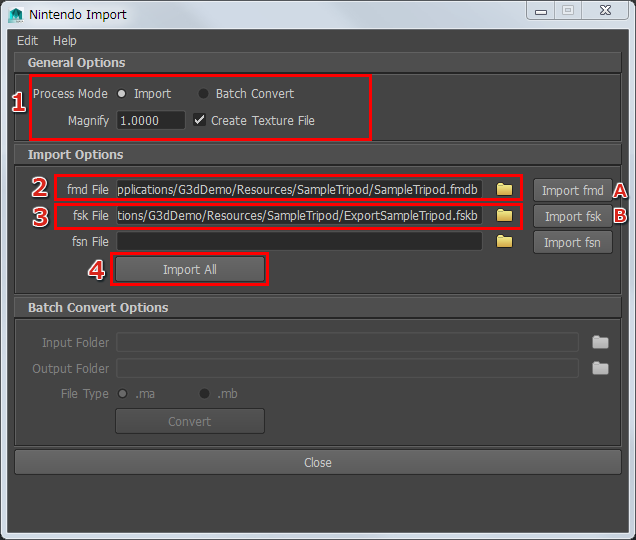 Nintendo Import
Edit Help
General Options
1
Process Mode Import Batch Convert
Magnify 1.0000 Create Texture File
Import Options
2 fmd File pplications/G3dDemo/Resources/SampleTripod/SampleTripod.fmdb Import fmd A
3 fsk File tions/G3dDemo/Resources/SampleTripod/ExportSampleTripod.fskb Import fsk B
fsn File Import fsn
4 Import All
Batch Convert Options
Input Folder
Output Folder
File Type .ma .mb
Convert
Close